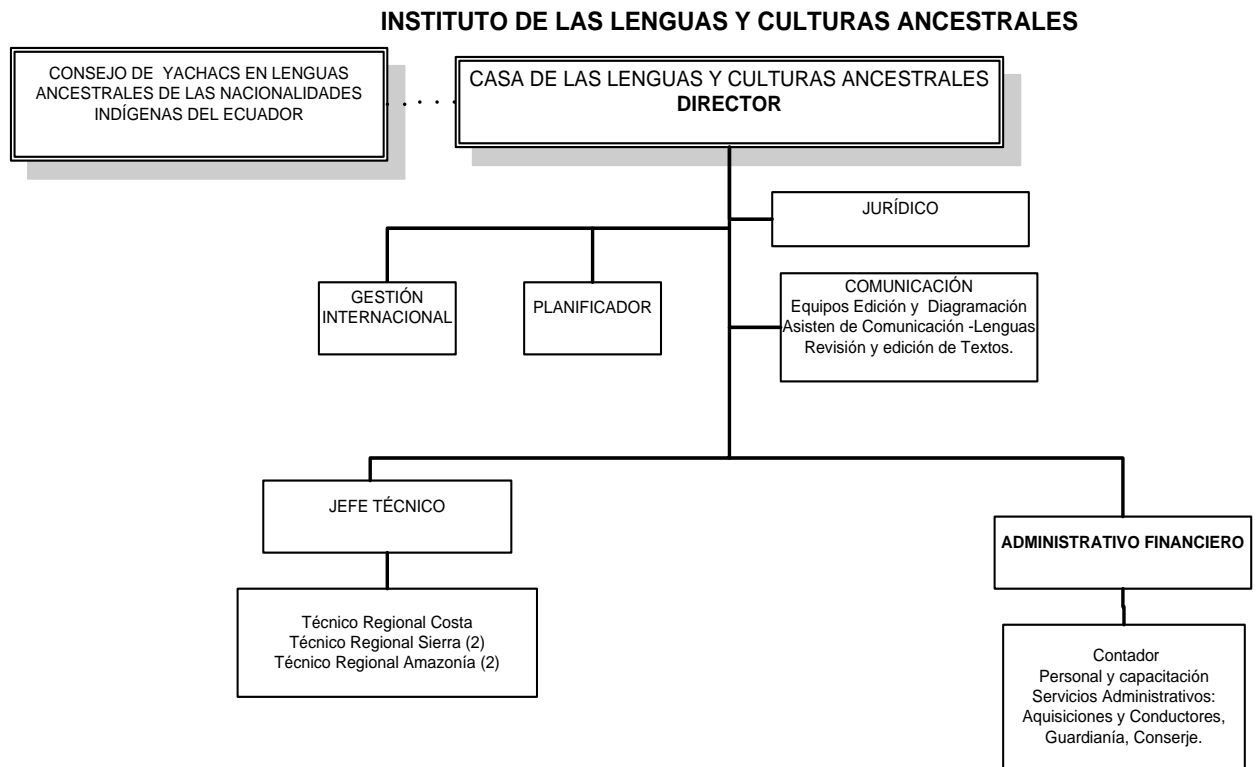 INSTITUTO DE LAS LENGUAS Y CULTURAS ANCESTRALES
CONSEJO DE YACHACS EN LENGUAS
ANCESTRALES DE LAS NACIONALIDADES
INDÍGENAS DEL ECUADOR
CASA DE LAS LENGUAS Y CULTURAS ANCESTRALES
DIRECTOR
JURÍDICO
GESTIÓN
INTERNACIONAL
PLANIFICADOR
COMUNICACIÓN
Equipos Edición y Diagramación
Asisten de Comunicación -Lenguas
Revisión y edición de Textos.
JEFE TÉCNICO
ADMINISTRATIVO FINANCIERO
Técnico Regional Costa
Técnico Regional Sierra (2)
Técnico Regional Amazonía (2)
Contador
Personal y capacitación
Servicios Administrativos:
Aquisiciones y Conductores,
Guardianía, Conserje.